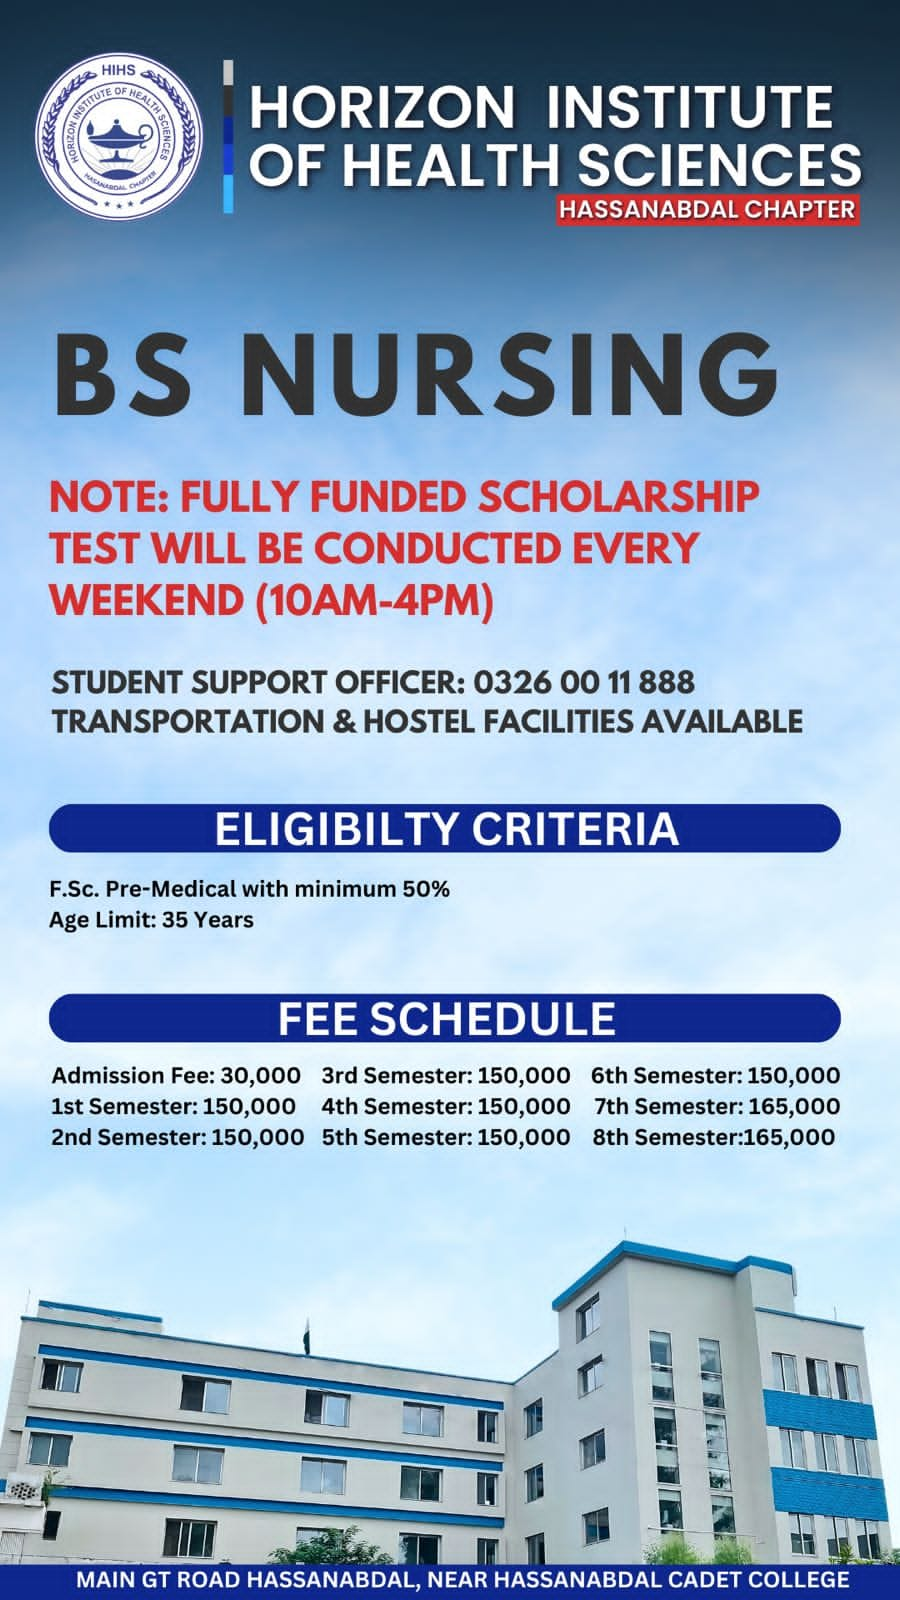 HIHS
HORIZON INSTITUTE OF HEALTH SCIENCES
HASANABDAL CHAPTER
HORIZON INSTITUTE
OF HEALTH SCIENCES
HASSANABDAL CHAPTER
BS NURSING
NOTE: FULLY FUNDED SCHOLARSHIP
TEST WILL BE CONDUCTED EVERY
WEEKEND (10AM-4PM)
STUDENT SUPPORT OFFICER: 0326 00 11 888
TRANSPORTATION & HOSTEL FACILITIES AVAILABLE
ELIGIBILTY CRITERIA
F.Sc. Pre-Medical with minimum 50%
Age Limit: 35 Years
FEE SCHEDULE
Admission Fee: 30,000 3rd Semester: 150,000 6th Semester: 150,000
1st Semester: 150,000 4th Semester: 150,000 7th Semester: 165,000
2nd Semester: 150,000 5th Semester: 150,000 8th Semester:165,000
MAIN GT ROAD HASSANABDAL, NEAR HASSANABDAL CADET COLLEGE